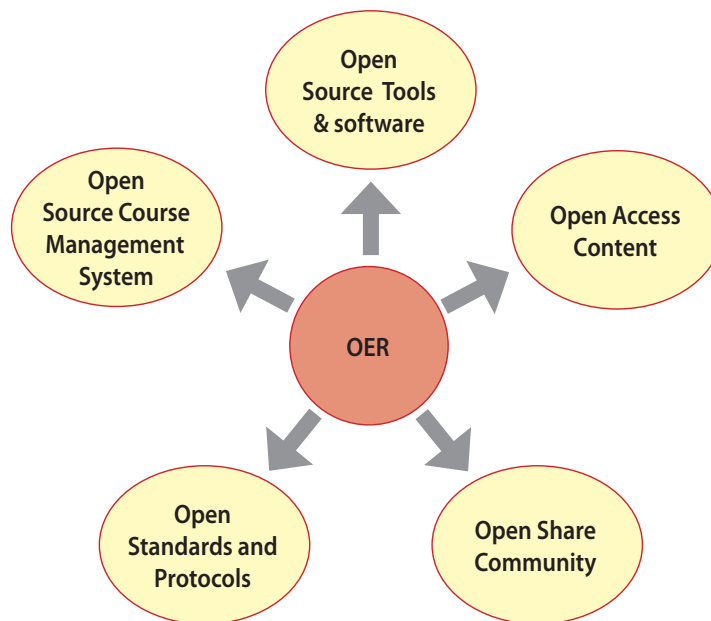 Open
Source Tools
& software
Open
Source Course
Management
System
Open Access
Content
OER
Open
Standards and
Protocols
Open Share
Community